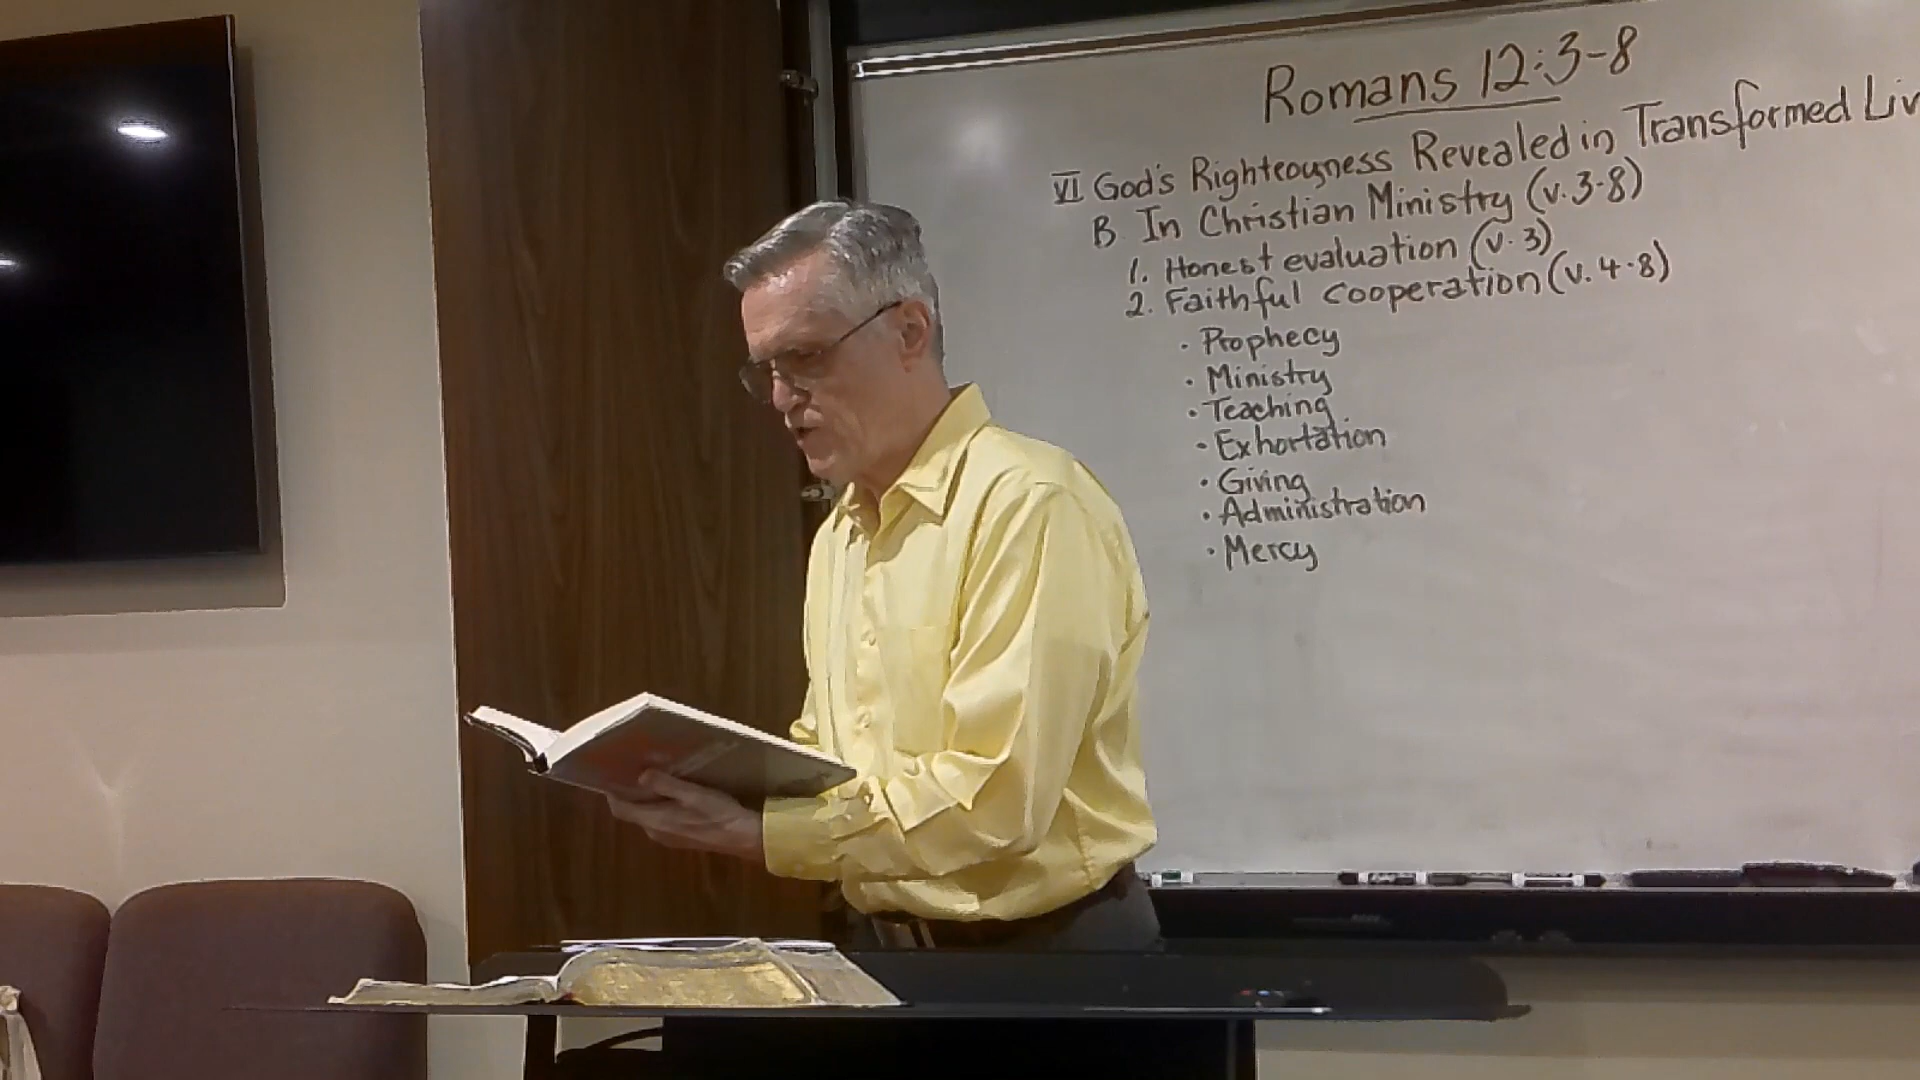 Romans 12:3-8
VI God's Righteousness Revealed in Transformed Liv
B. In Christian Ministry (v. 3-8)
1. Honest evaluation (v. 3)
2. Faithful cooperation (v. 4-8)
• Prophecy
• Ministry
• Teaching
• Exhortation
• Giving
• Administration
• Mercy